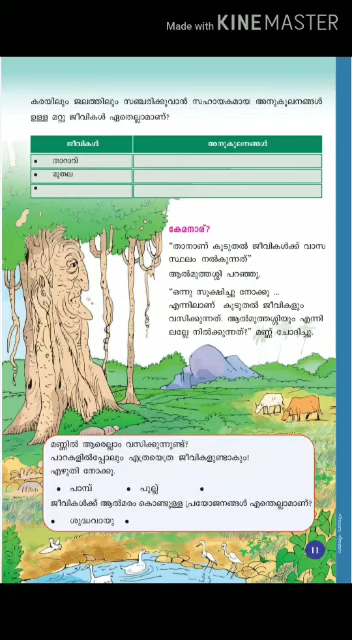 Made with KINEMASTER
കരയിലും ജലത്തിലും സഞ്ചരിക്കുവാൻ സഹായകമായ അനുകൂലനങ്ങൾ
ഉള്ള മറ്റു ജീവികൾ ഏതെല്ലാമാണ്?
ജീവികൾ അനുകൂലനങ്ങൾ
• താറാവ്
• മുതല
•
കേമനാര്?
"താനാണ് കൂടുതൽ ജീവികൾക്ക് വാസ
സ്ഥലം നൽകുന്നത്"
ആൽമുത്തശ്ശി പറഞ്ഞു.
"ഒന്നു സൂക്ഷിച്ചു നോക്കൂ ...
എന്നിലാണ് കൂടുതൽ ജീവികളും
വസിക്കുന്നത്. ആൽമുത്തശ്ശിയും എന്നി
ലല്ലേ നിൽക്കുന്നത്?" മണ്ണ് ചോദിച്ചു.
മണ്ണിൽ ആരെല്ലാം വസിക്കുന്നുണ്ട്?
പാറകളിൽപ്പോലും എത്രയെത്ര ജീവികളുണ്ടാകും!
എഴുതി നോക്കൂ.
• പാമ്പ് • പുല്ല് •
ജീവികൾക്ക് ആൽമരം കൊണ്ടുള്ള പ്രയോജനങ്ങൾ എന്തെല്ലാമാണ്?
• ശുദ്ധവായു •
11